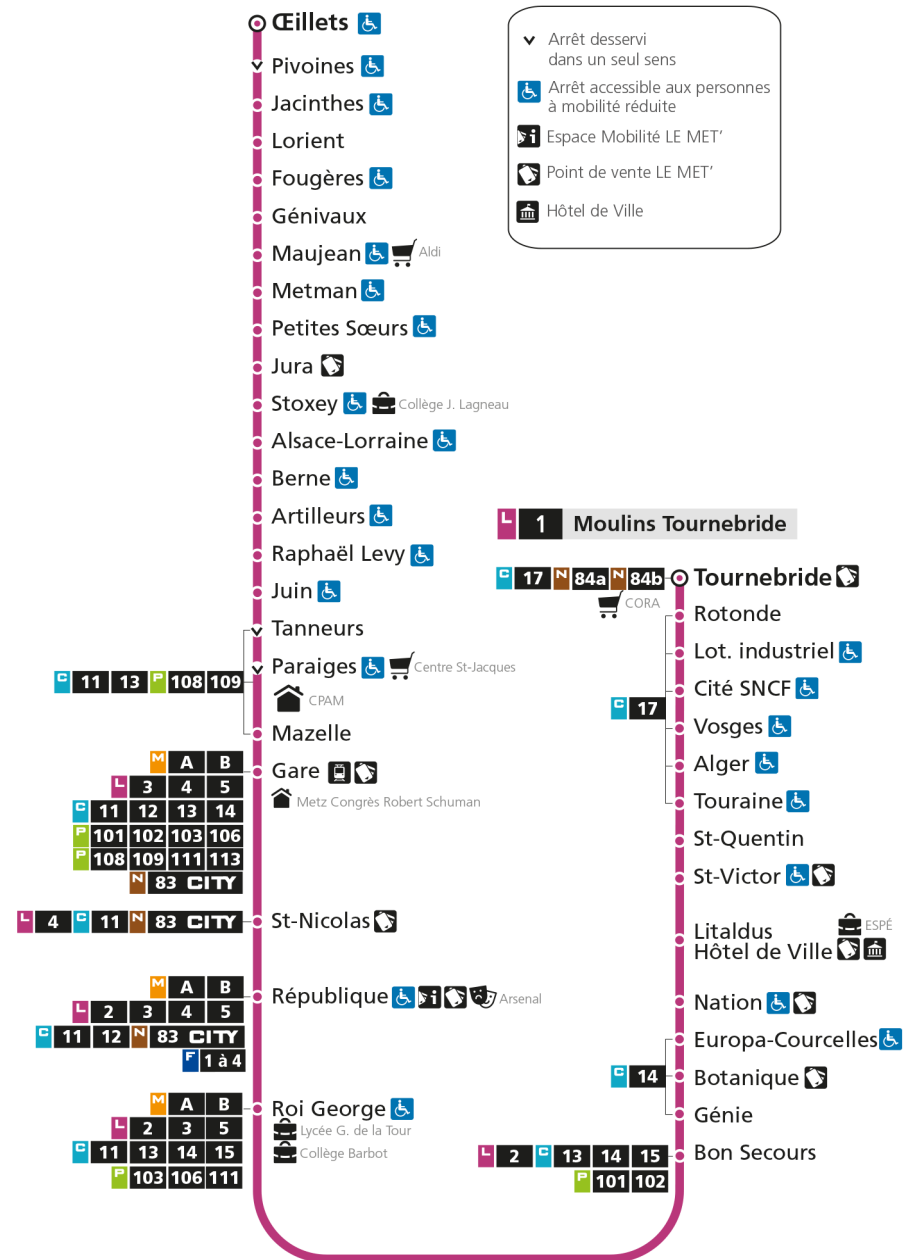 Œillets
Pivoines
Jacinthes
Lorient
Fougères
Génivaux
Maujean Aldi
Metman
Petites Sœurs
Jura
Stoxey Collège J. Lagneau
Alsace-Lorraine
Berne
Artilleurs
Raphaël Levy
Juin
Tanneurs
Paraiges Centre St-Jacques
C 11 13 P 108 109
CPAM
Mazelle
M A B
Gare
L 3 4 5
Metz Congrès Robert Schuman
C 11 12 13 14
P 101 102 103 106
P 108 109 111 113
N 83 CITY
L 4 C 11 N 83 CITY St-Nicolas
M A B
République i Arsenal
L 2 3 4 5
C 11 12 N 83 CITY
F 1 à 4
M A B
Roi George
L 2 3 5
Lycée G. de la Tour
C 11 13 14 15
Collège Barbot
P 103 106 111
Arrêt desservi
dans un seul sens
Arrêt accessible aux personnes
à mobilité réduite
i Espace Mobilité LE MET’
Point de vente LE MET’
Hôtel de Ville
L 1 Moulins Tournebride
C 17 N 84a N 84b Tournebride
CORA
Rotonde
Lot. industriel
Cité SNCF
C 17
Vosges
Alger
Touraine
St-Quentin
St-Victor
Litaldus ESPÉ
Hôtel de Ville
Nation
Europa-Courcelles
C 14 Botanique
Génie
L 2 C 13 14 15 Bon Secours
P 101 102